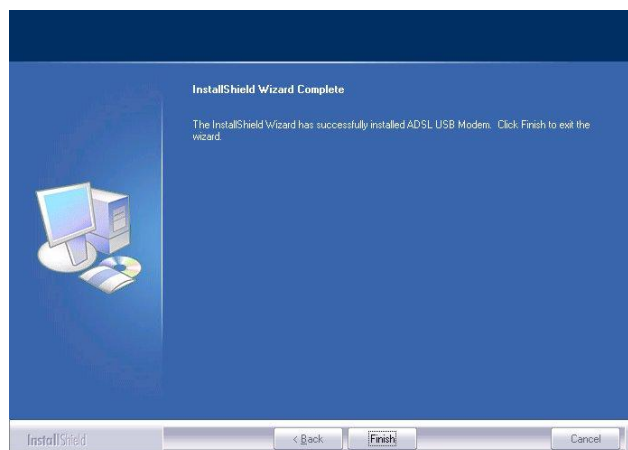 InstallShield Wizard Complete
The InstallShield Wizard has successfully installed ADSL USB Modem. Click Finish to exit the
wizard.
InstallShield
< Back
Finish
Cancel